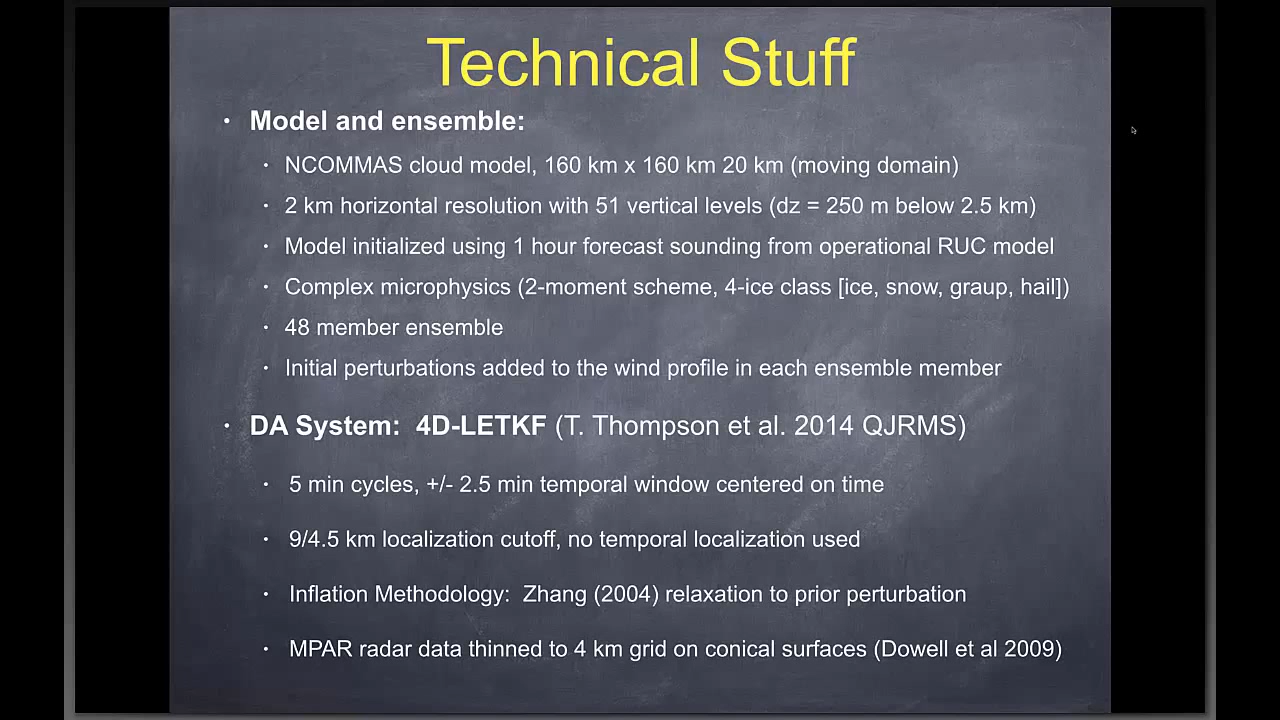 Technical Stuff
• Model and ensemble:
• NCOMMAS cloud model, 160 km x 160 km 20 km (moving domain)
• 2 km horizontal resolution with 51 vertical levels (dz = 250 m below 2.5 km)
• Model initialized using 1 hour forecast sounding from operational RUC model
• Complex microphysics (2-moment scheme, 4-ice class [ice, snow, graup, hail])
• 48 member ensemble
• Initial perturbations added to the wind profile in each ensemble member
• DA System: 4D-LETKF (T. Thompson et al. 2014 QJRMS)
• 5 min cycles, +/- 2.5 min temporal window centered on time
• 9/4.5 km localization cutoff, no temporal localization used
• Inflation Methodology: Zhang (2004) relaxation to prior perturbation
• MPAR radar data thinned to 4 km grid on conical surfaces (Dowell et al 2009)